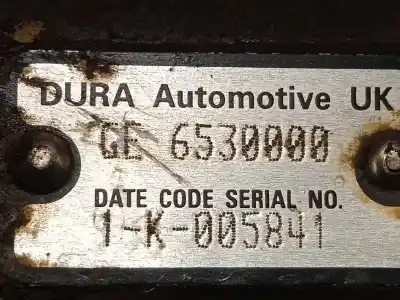 DURA Automotive UK
GE 6530000
DATE CODE SERIAL NO.
1-K-005841